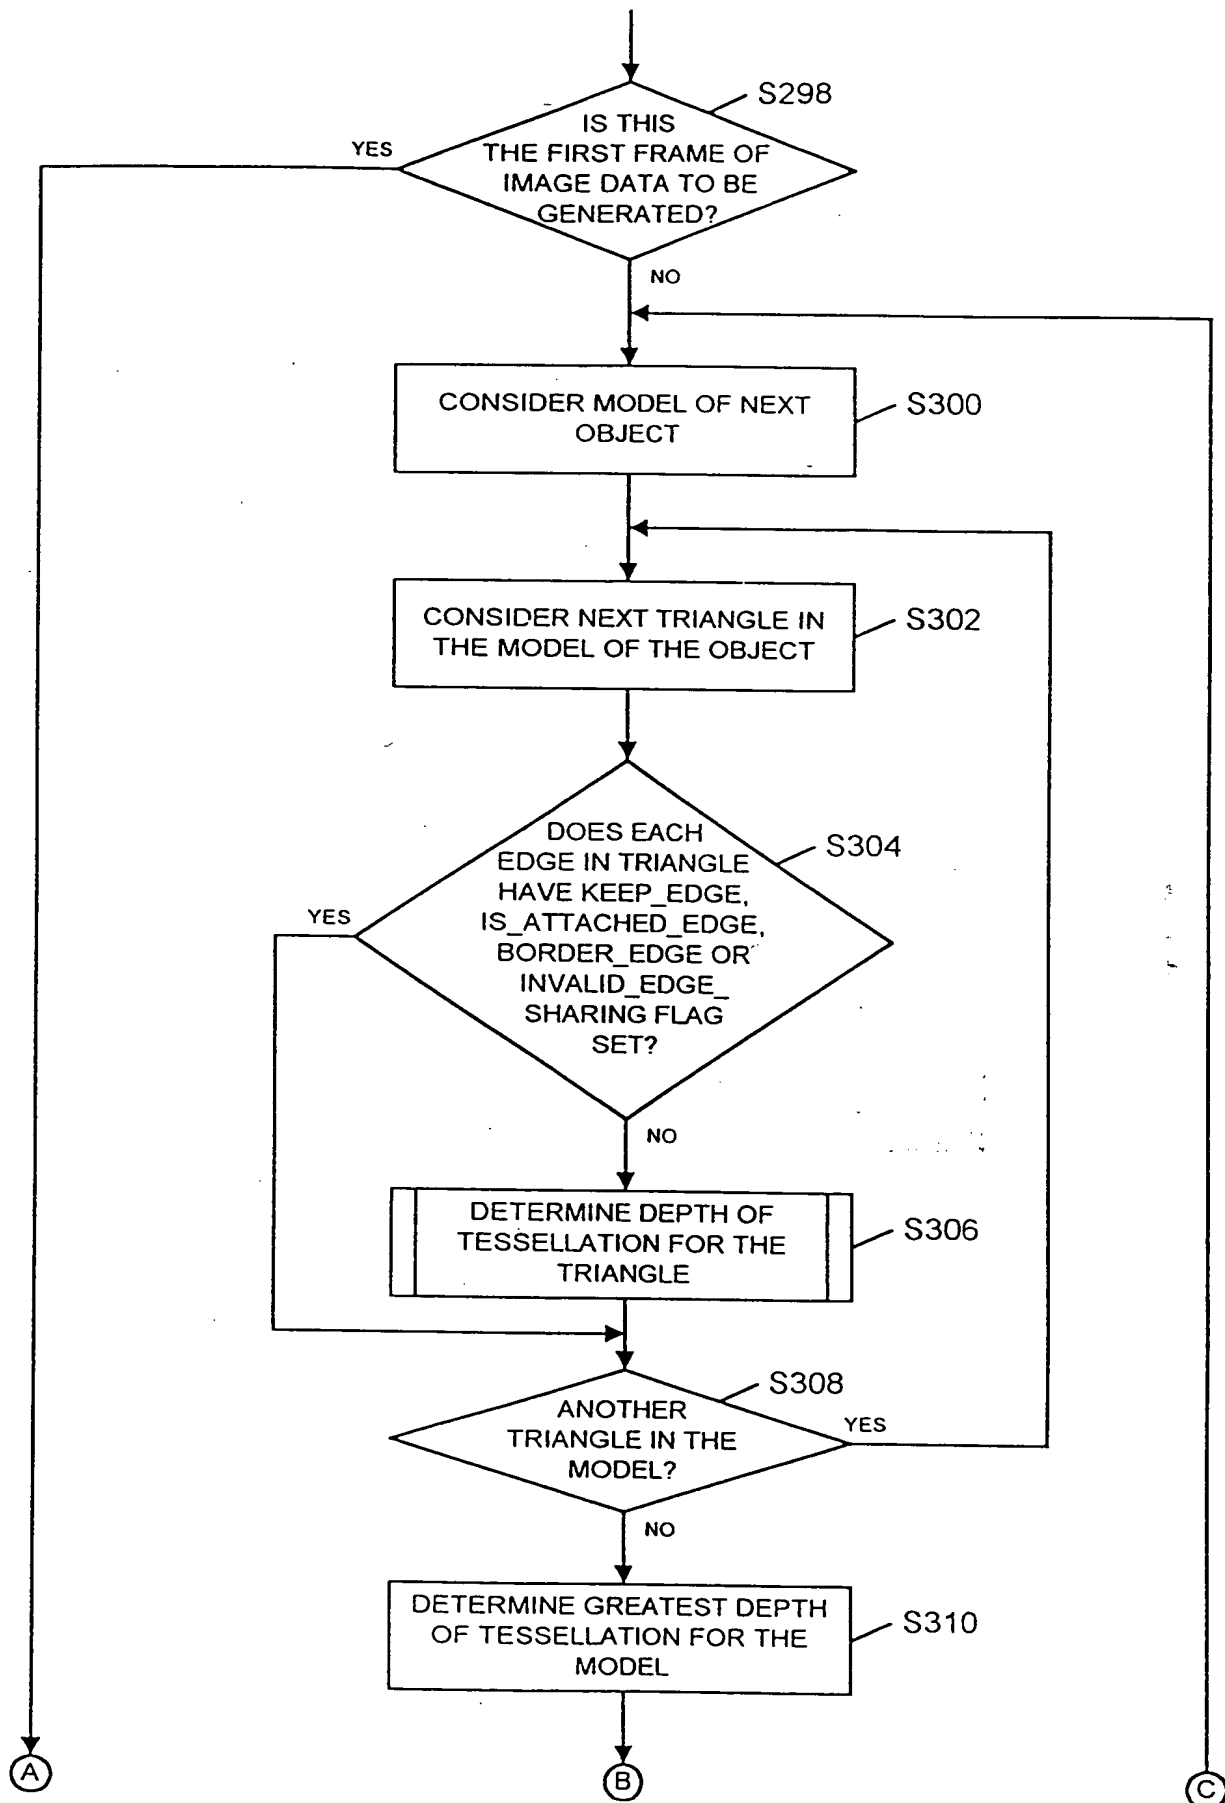 S298
IS THIS
THE FIRST FRAME OF
IMAGE DATA TO BE
GENERATED?
YES
NO
CONSIDER MODEL OF NEXT
OBJECT
S300
CONSIDER NEXT TRIANGLE IN
THE MODEL OF THE OBJECT
S302
DOES EACH
EDGE IN TRIANGLE
HAVE KEEP_EDGE,
IS_ATTACHED_EDGE,
BORDER_EDGE OR
INVALID_EDGE_
SHARING FLAG
SET?
S304
YES
NO
DETERMINE DEPTH OF
TESSELLATION FOR THE
TRIANGLE
S306
S308
ANOTHER
TRIANGLE IN THE
MODEL?
YES
NO
DETERMINE GREATEST DEPTH
OF TESSELLATION FOR THE
MODEL
S310
A
B
C